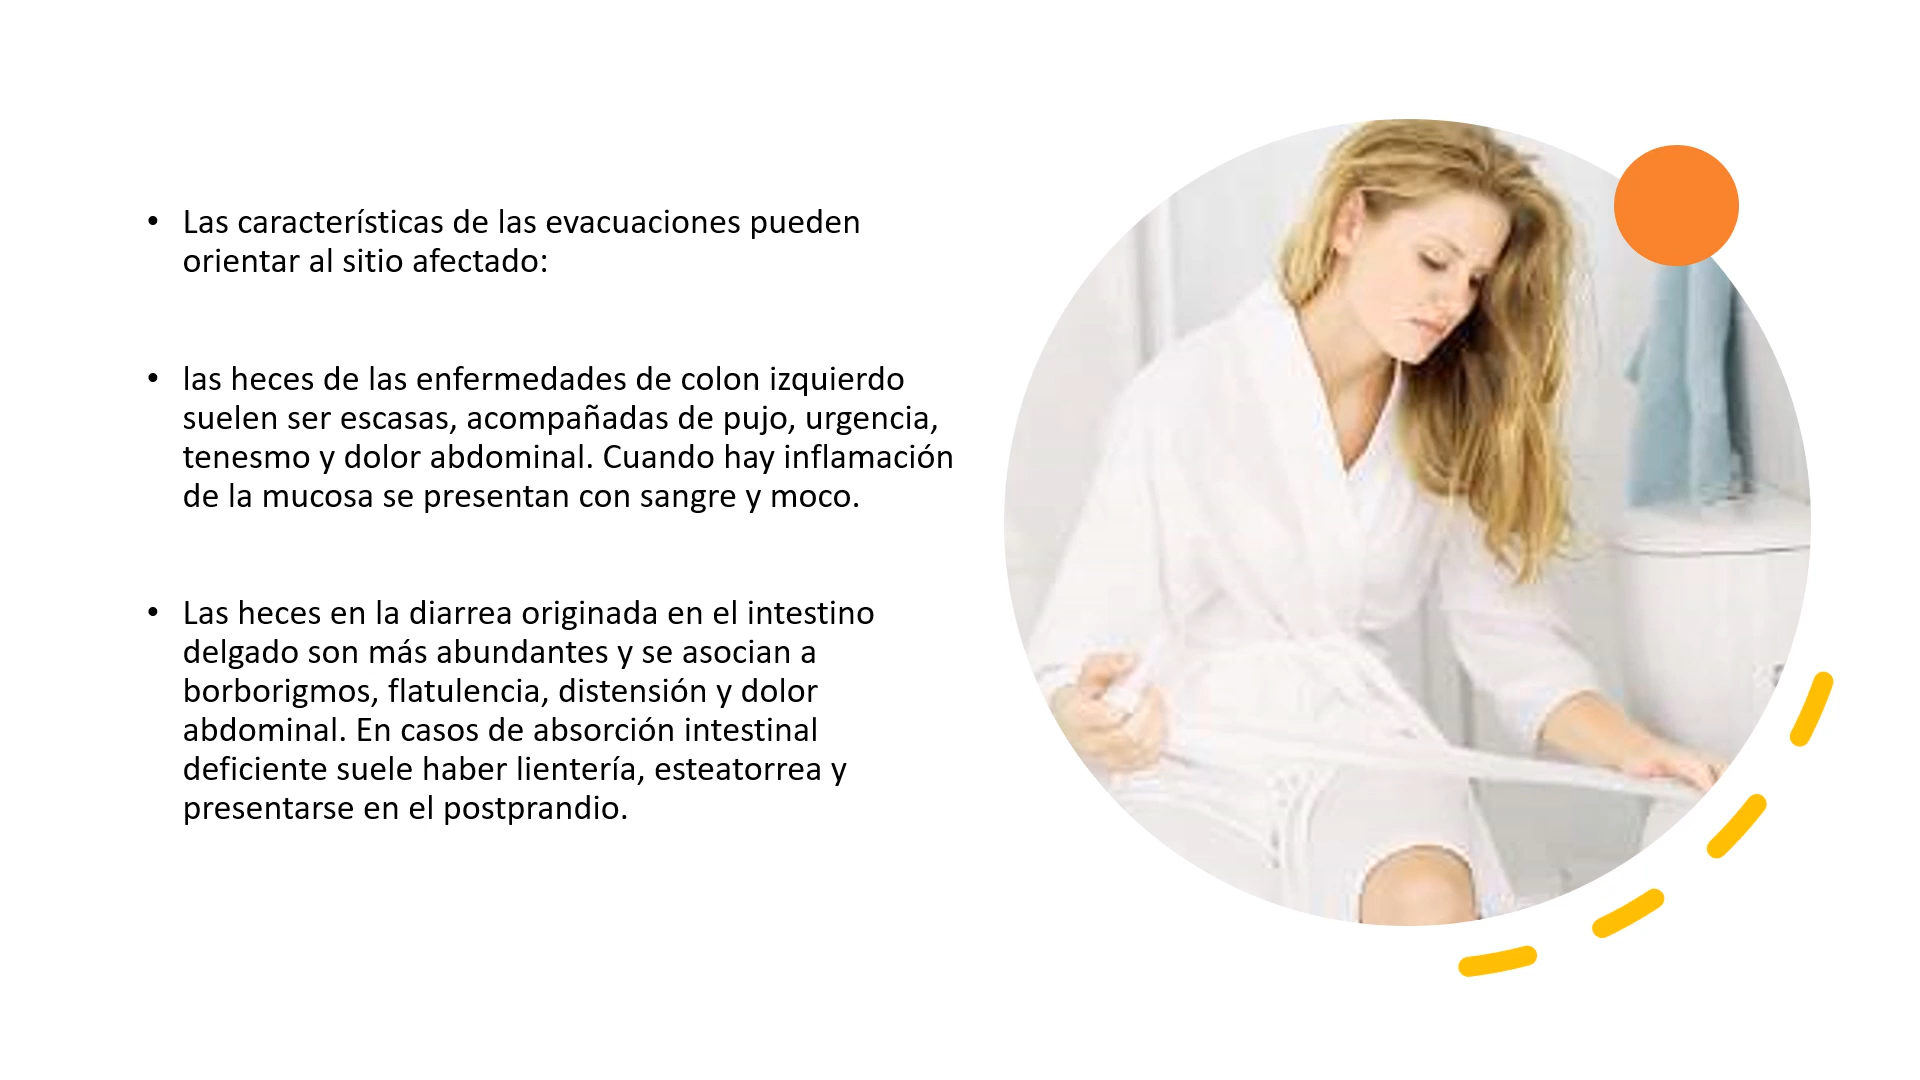 • Las características de las evacuaciones pueden
orientar al sitio afectado:
• las heces de las enfermedades de colon izquierdo
suelen ser escasas, acompañadas de pujo, urgencia,
tenesmo y dolor abdominal. Cuando hay inflamación
de la mucosa se presentan con sangre y moco.
• Las heces en la diarrea originada en el intestino
delgado son más abundantes y se asocian a
borborigmos, flatulencia, distensión y dolor
abdominal. En casos de absorción intestinal
deficiente suele haber lientería, esteatorrea y
presentarse en el postprandio.